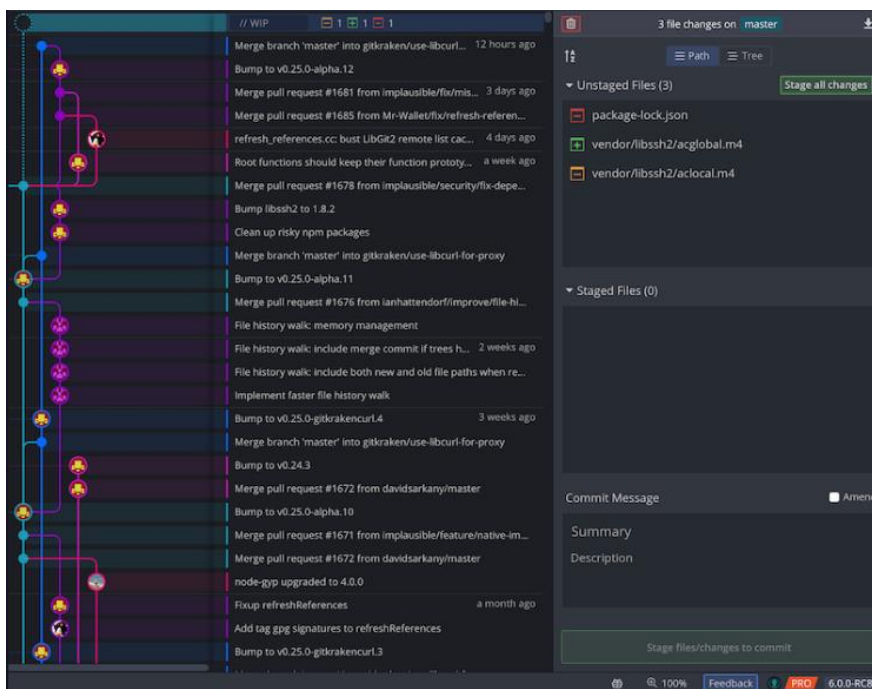 // WIP 1 1 1
Merge branch 'master' into gitkraken/use-libcurl... 12 hours ago
Bump to v0.25.0-alpha.12
Merge pull request #1681 from implausible/fix/mis... 3 days ago
Merge pull request #1685 from Mr-Wallet/fix/refresh-referen...
refresh_references.cc: bust LibGit2 remote list cac... 4 days ago
Root functions should keep their function prototy... a week ago
Merge pull request #1678 from implausible/security/fix-depe...
Bump libssh2 to 1.8.2
Clean up risky npm packages
Merge branch 'master' into gitkraken/use-libcurl-for-proxy
Bump to v0.25.0-alpha.11
Merge pull request #1676 from ianhattendorf/improve/file-hi...
File history walk: memory management
File history walk: include merge commit if trees h... 2 weeks ago
File history walk: include both new and old file paths when re...
Implement faster file history walk
Bump to v0.25.0-gitkrakencurl.4 3 weeks ago
Merge branch 'master' into gitkraken/use-libcurl-for-proxy
Bump to v0.24.3
Merge pull request #1672 from davidsarkany/master
Bump to v0.25.0-alpha.10
Merge pull request #1671 from implausible/feature/native-im...
Merge pull request #1672 from davidsarkany/master
node-gyp upgraded to 4.0.0
Fixup refreshReferences a month ago
Add tag gpg signatures to refreshReferences
Bump to v0.25.0-gitkrakencurl.3
3 file changes on master
Path Tree
Unstaged Files (3) Stage all changes
package-lock.json
vendor/libssh2/acglobal.m4
vendor/libssh2/aclocal.m4
Staged Files (0)
Commit Message Amen
Summary
Description
Stage files/changes to commit
100% Feedback PRO 6.0.0-RC8